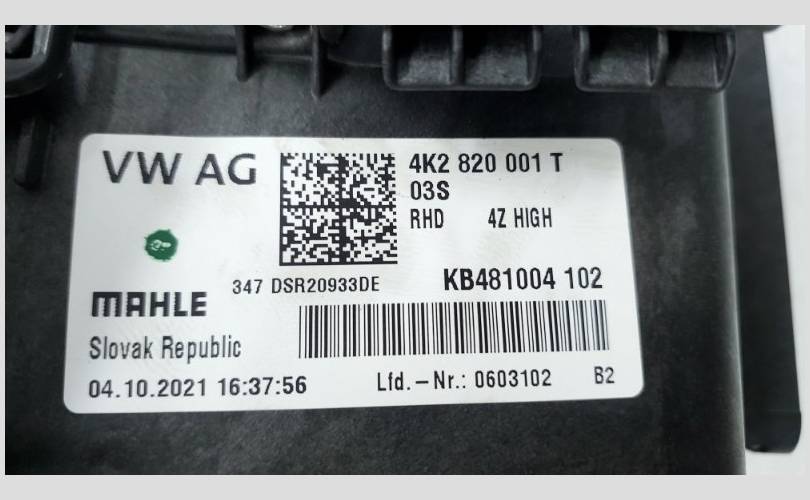 VW AG
4K2 820 001 T
03S
RHD 4Z HIGH
347 DSR20933DE
KB481004 102
MAHLE
Slovak Republic
04.10.2021 16:37:56
Lfd.-Nr.: 0603102 B2